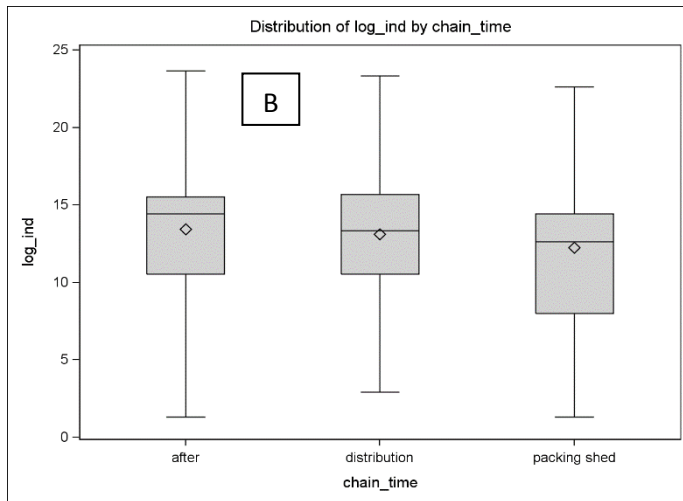 Distribution of log_ind by chain_time
B
25
20
15
10
5
0
log_ind
after distribution packing shed
chain_time